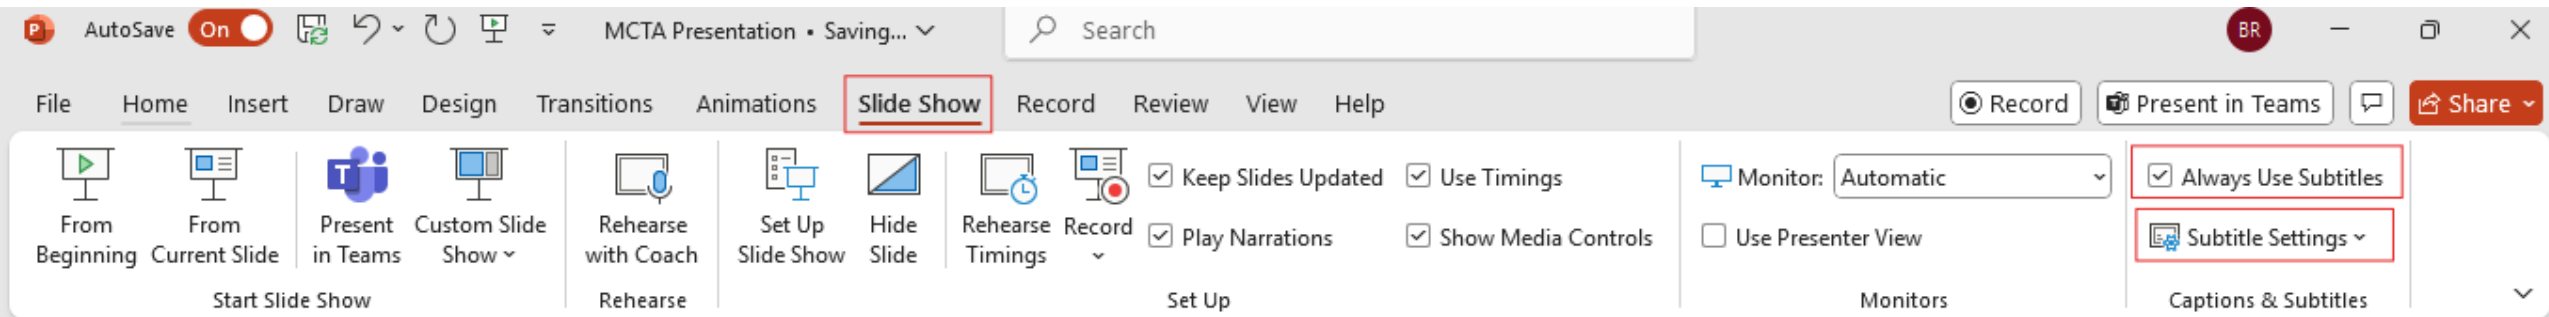 P AutoSave On MCTA Presentation • Saving... Search BR
File Home Insert Draw Design Transitions Animations Slide Show Record Review View Help Record Present in Teams Share
From Beginning
From Current Slide
T
Present in Teams
Custom Slide Show
Start Slide Show
Rehearse with Coach
Rehearse
Set Up Slide Show
Hide Slide
Rehearse Timings
Record
Keep Slides Updated
Play Narrations
Use Timings
Show Media Controls
Set Up
Monitor: Automatic
Use Presenter View
Monitors
Always Use Subtitles
Subtitle Settings
Captions & Subtitles